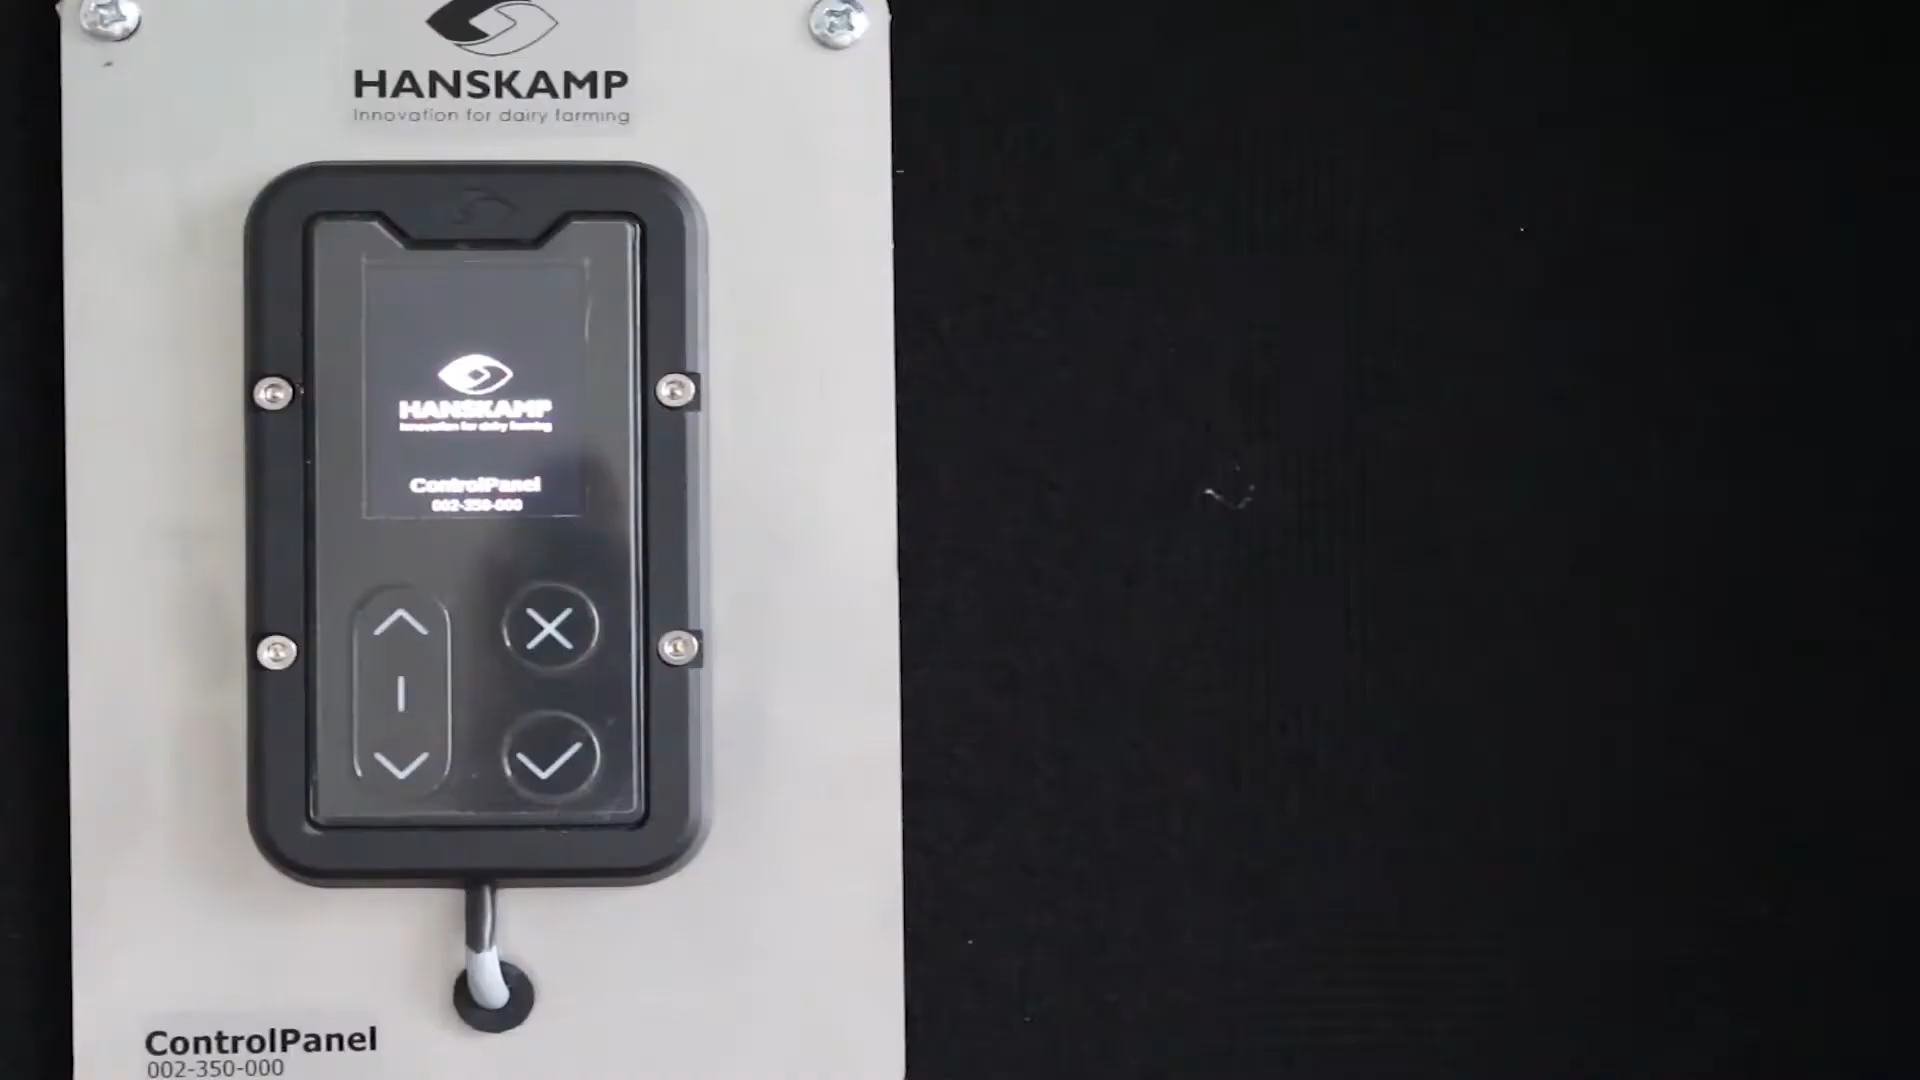 HANSKAMP
Innovation for dairy farming
HANSKAMP
Innovation for dairy farming
ControlPanel
002-350-000
ControlPanel
002-350-000